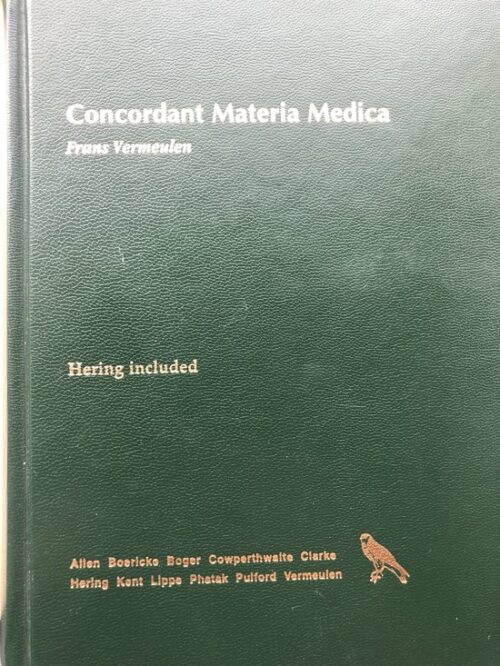 Concordant Materia Medica
Frans Vermeulen
Hering included
Allen Boericke Boger Cowperthwaite Clarke
Hering Kent Lippe Phatak Pulford Vermeulen